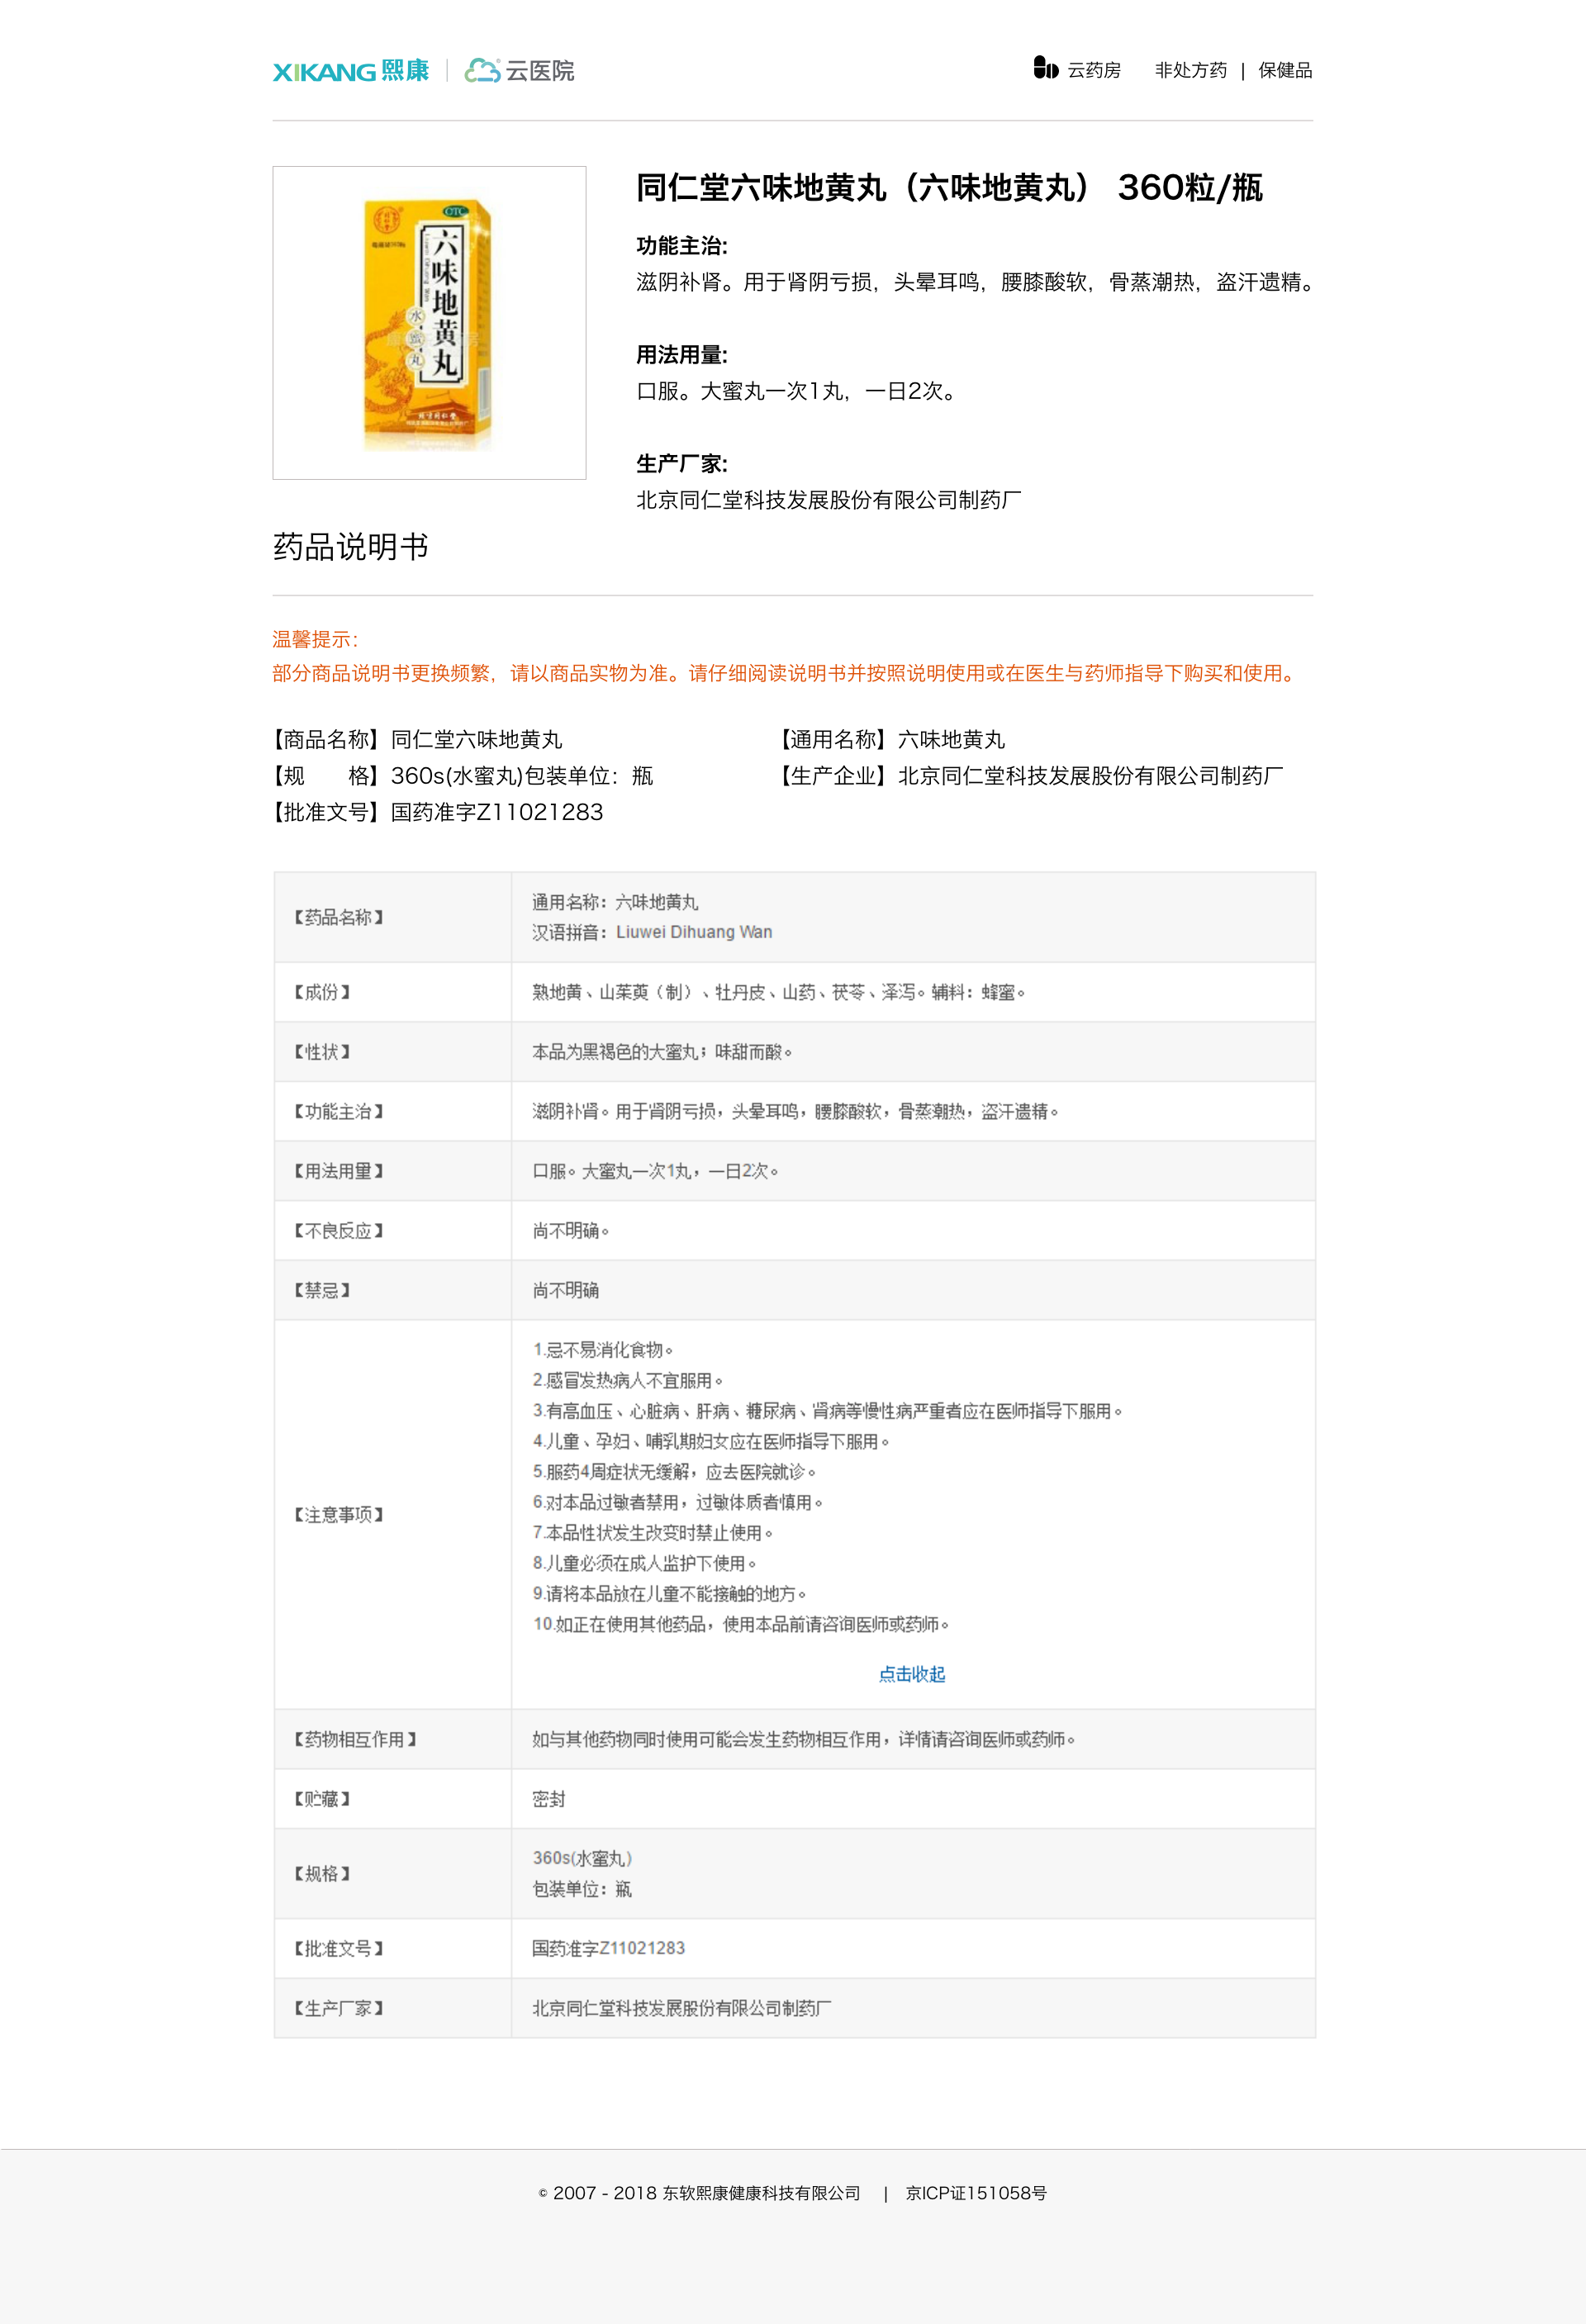 XIKANG 熙康 | 云医院
云药房 非处方药 | 保健品
同仁堂六味地黄丸（六味地黄丸） 360粒/瓶
OTC
六味地黄丸
水蜜丸
功能主治:
滋阴补肾。用于肾阴亏损，头晕耳鸣，腰膝酸软，骨蒸潮热，盗汗遗精。
用法用量:
口服。大蜜丸一次1丸，一日2次。
生产厂家:
北京同仁堂科技发展股份有限公司制药厂
药品说明书
温馨提示：
部分商品说明书更换频繁，请以商品实物为准。请仔细阅读说明书并按照说明使用或在医生与药师指导下购买和使用。
【商品名称】同仁堂六味地黄丸 【通用名称】六味地黄丸
【规　　格】360s(水蜜丸)包装单位：瓶 【生产企业】北京同仁堂科技发展股份有限公司制药厂
【批准文号】国药准字Z11021283
【药品名称】 通用名称：六味地黄丸
汉语拼音：Liuwei Dihuang Wan
【成份】 熟地黄、山茱萸（制）、牡丹皮、山药、茯苓、泽泻。辅料：蜂蜜。
【性状】 本品为黑褐色的大蜜丸；味甜而酸。
【功能主治】 滋阴补肾。用于肾阴亏损，头晕耳鸣，腰膝酸软，骨蒸潮热，盗汗遗精。
【用法用量】 口服。大蜜丸一次1丸，一日2次。
【不良反应】 尚不明确。
【禁忌】 尚不明确
【注意事项】 1.忌不易消化食物。
2.感冒发热病人不宜服用。
3.有高血压、心脏病、肝病、糖尿病、肾病等慢性病严重者应在医师指导下服用。
4.儿童、孕妇、哺乳期妇女应在医师指导下服用。
5.服药4周症状无缓解，应去医院就诊。
6.对本品过敏者禁用，过敏体质者慎用。
7.本品性状发生改变时禁止使用。
8.儿童必须在成人监护下使用。
9.请将本品放在儿童不能接触的地方。
10.如正在使用其他药品，使用本品前请咨询医师或药师。
点击收起
【药物相互作用】 如与其他药物同时使用可能会发生药物相互作用，详情请咨询医师或药师。
【贮藏】 密封
【规格】 360s(水蜜丸)
包装单位：瓶
【批准文号】 国药准字Z11021283
【生产厂家】 北京同仁堂科技发展股份有限公司制药厂
© 2007 - 2018 东软熙康健康科技有限公司 | 京ICP证151058号